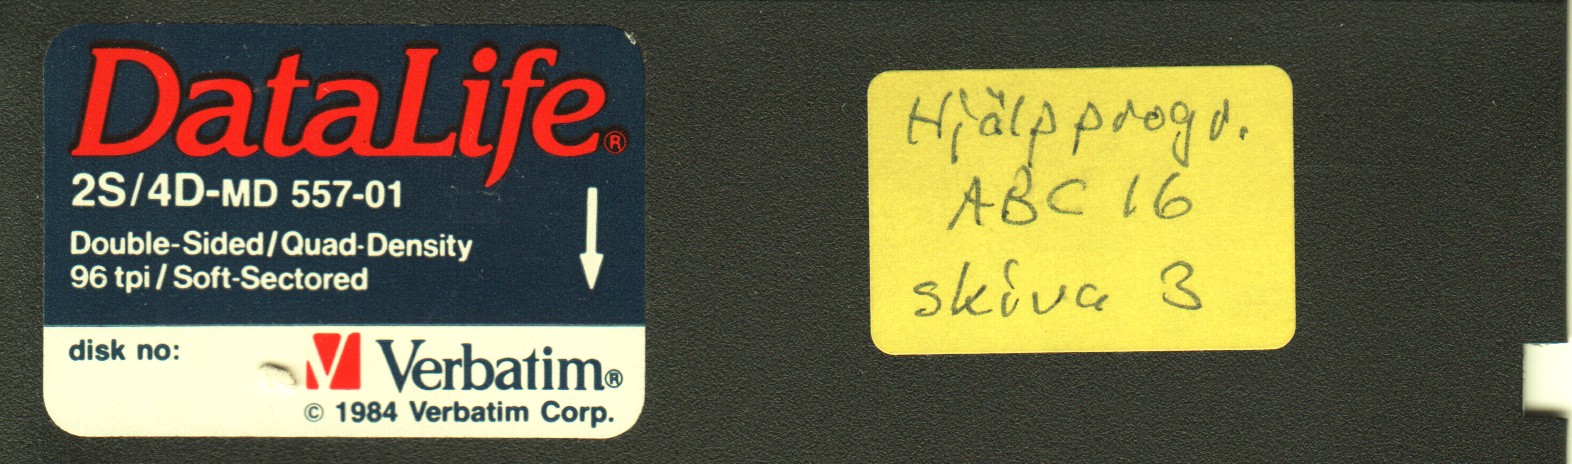 DataLife®
2S/4D-MD 557-01
Double-Sided/Quad-Density
96 tpi/Soft-Sectored
disk no:
Verbatim®
© 1984 Verbatim Corp.
Hjälpprogr.
ABC 16
skiva 3